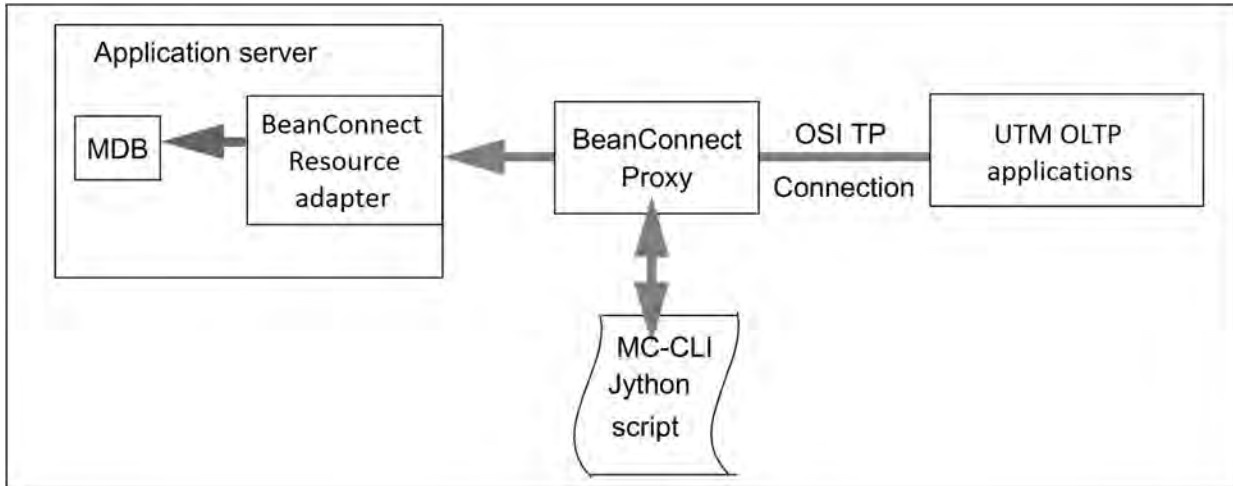 Application server
MDB
BeanConnect
Resource
adapter
BeanConnect
Proxy
OSI TP
Connection
UTM OLTP
applications
MC-CLI
Jython
script